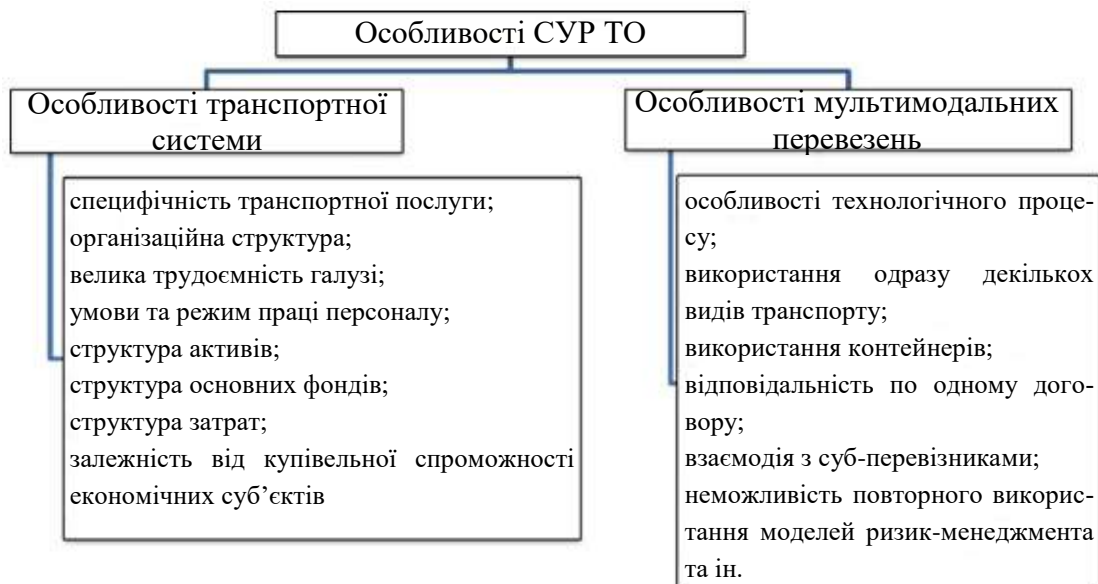 Особливості СУР ТО
Особливості транспортної
системи
специфічність транспортної послуги;
організаційна структура;
велика трудоємність галузі;
умови та режим праці персоналу;
структура активів;
структура основних фондів;
структура затрат;
залежність від купівельної спроможності
економічних суб’єктів
Особливості мультимодальних
перевезень
особливості технологічного проце-
су;
використання одразу декількох
видів транспорту;
використання контейнерів;
відповідальність по одному дого-
вору;
взаємодія з суб-перевізниками;
неможливість повторного викорис-
тання моделей ризик-менеджмента
та ін.